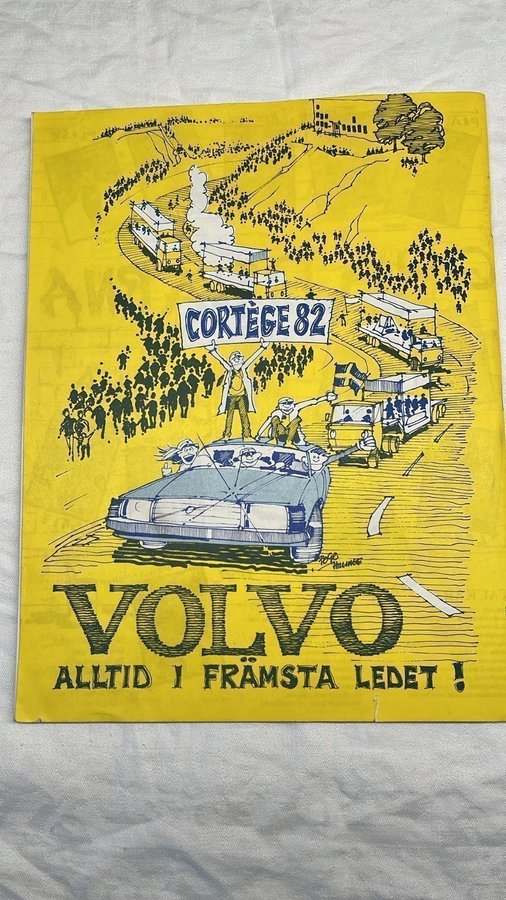 CORTÈGE 82
VOLVO
ALLTID I FRÄMSTA LEDET!